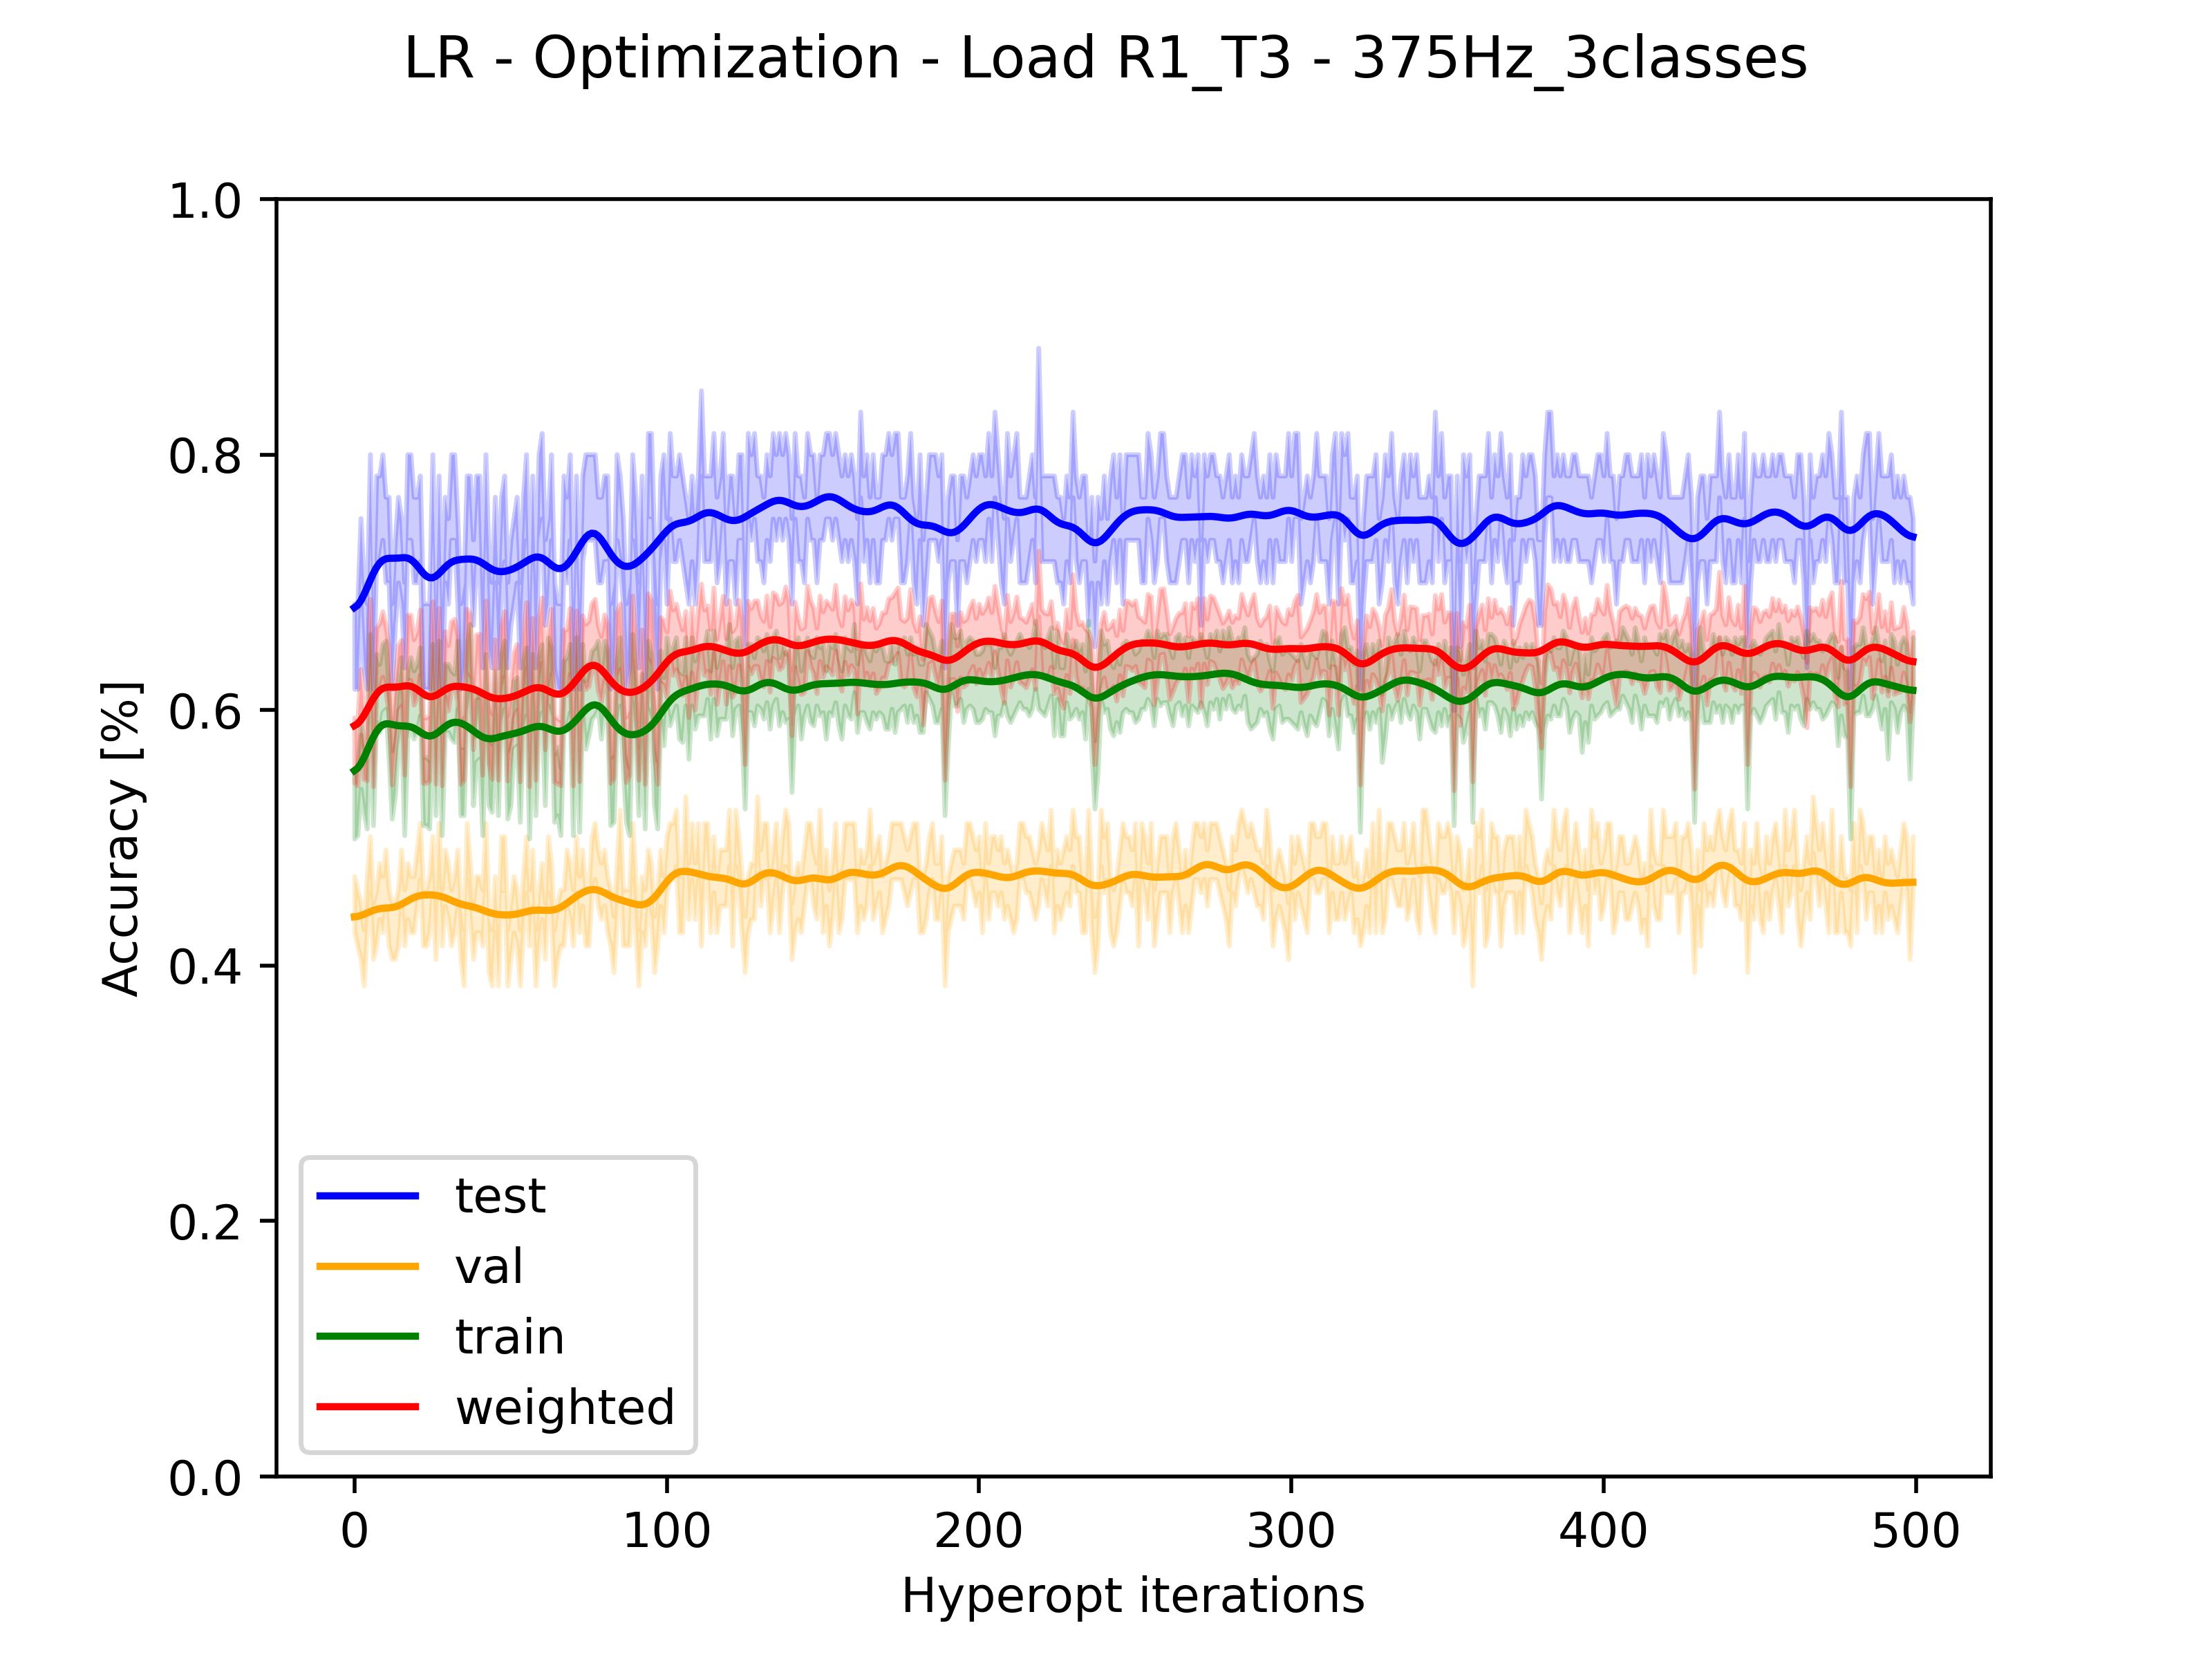 LR - Optimization - Load R1_T3 - 375Hz_3classes
1.0
0.8
0.6
0.4
0.2
0.0
Accuracy [%]
test
val
train
weighted
0 100 200 300 400 500
Hyperopt iterations